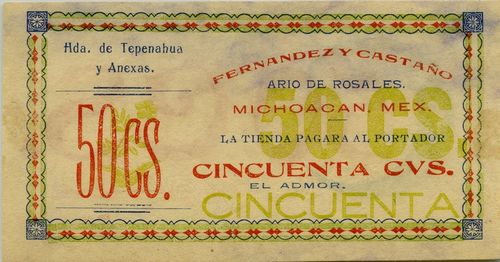 Hda. de Tepenahua
y Anexas.
50 CS.
FERNANDEZ Y CASTAÑO
ARIO DE ROSALES.
MICHOACAN, MEX.
50 CS.
LA TIENDA PAGARA AL PORTADOR
CINCUENTA CVS.
EL ADMOR.
CINCUENTA